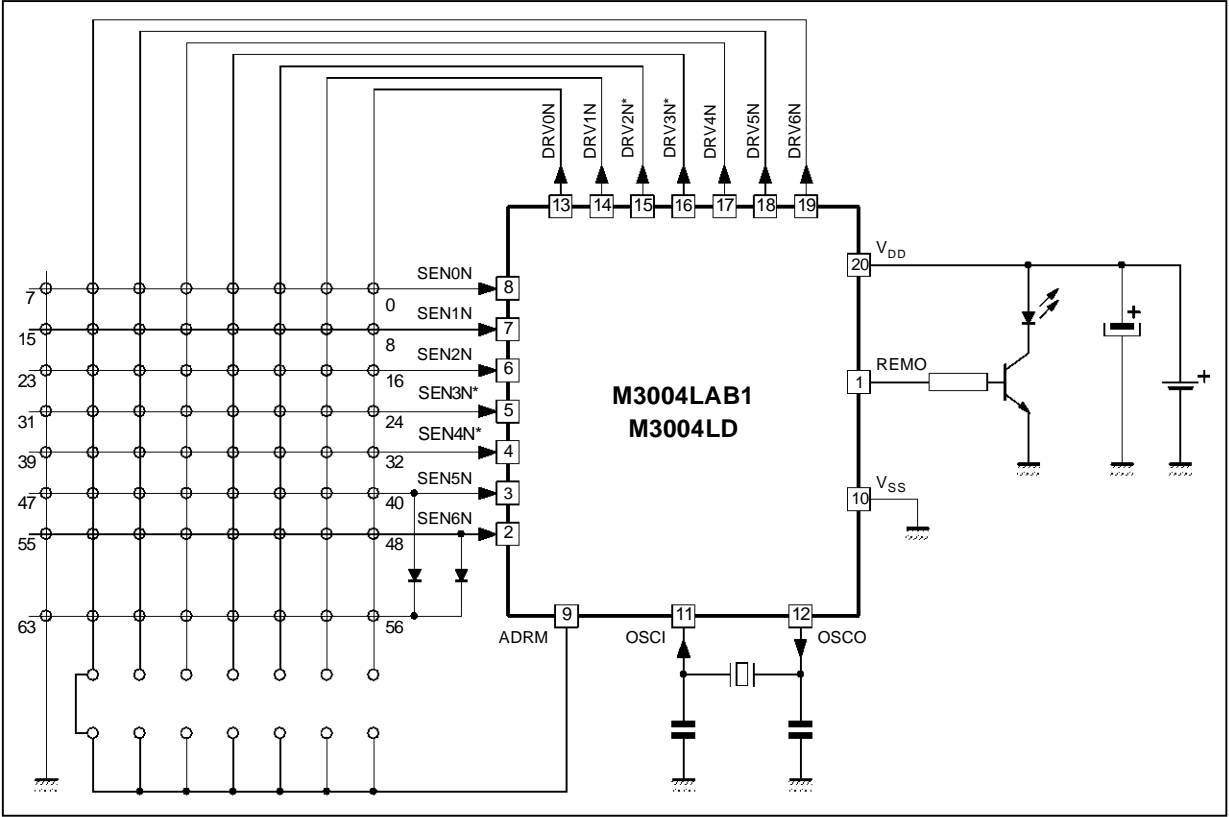 DRV0N
DRV1N
DRV2N*
DRV3N*
DRV4N
DRV5N
DRV6N
13 14 15 16 17 18 19
20 VDD
7 0 SEN0N 8
15 8 SEN1N 7
23 16 SEN2N 6
31 24 SEN3N* 5
39 32 SEN4N* 4
47 40 SEN5N 3
55 48 SEN6N 2
63 56
M3004LAB1
M3004LD
1 REMO
10 VSS
+
+
9 11 12
ADRM OSCI OSCO